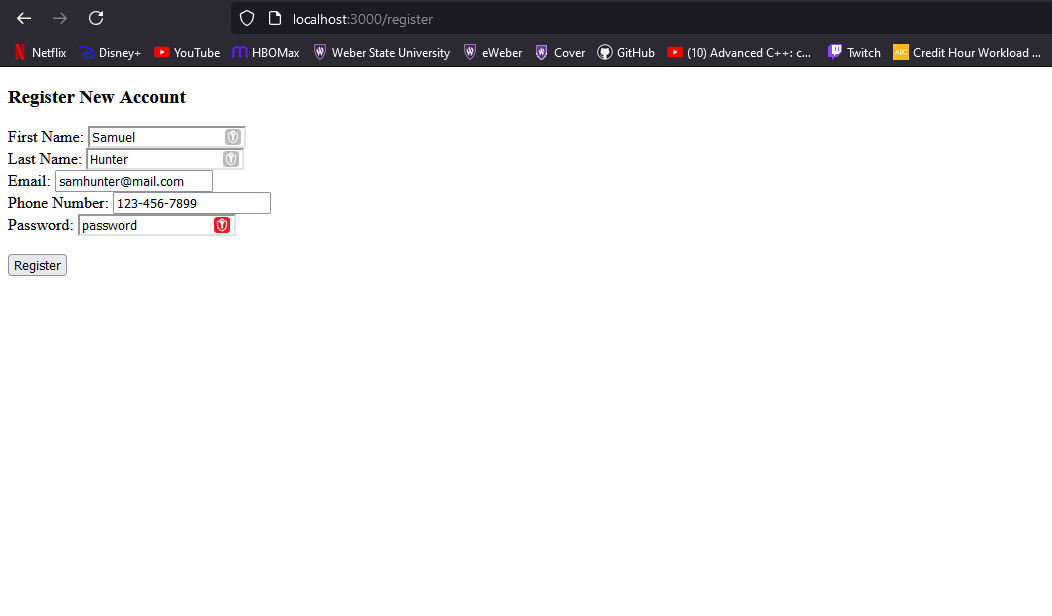 localhost:3000/register
Netflix Disney+ YouTube HBOMax Weber State University eWeber Cover GitHub (10) Advanced C++: c... Twitch AIC Credit Hour Workload ...
Register New Account
First Name: Samuel
Last Name: Hunter
Email: samhunter@mail.com
Phone Number: 123-456-7899
Password: password
Register